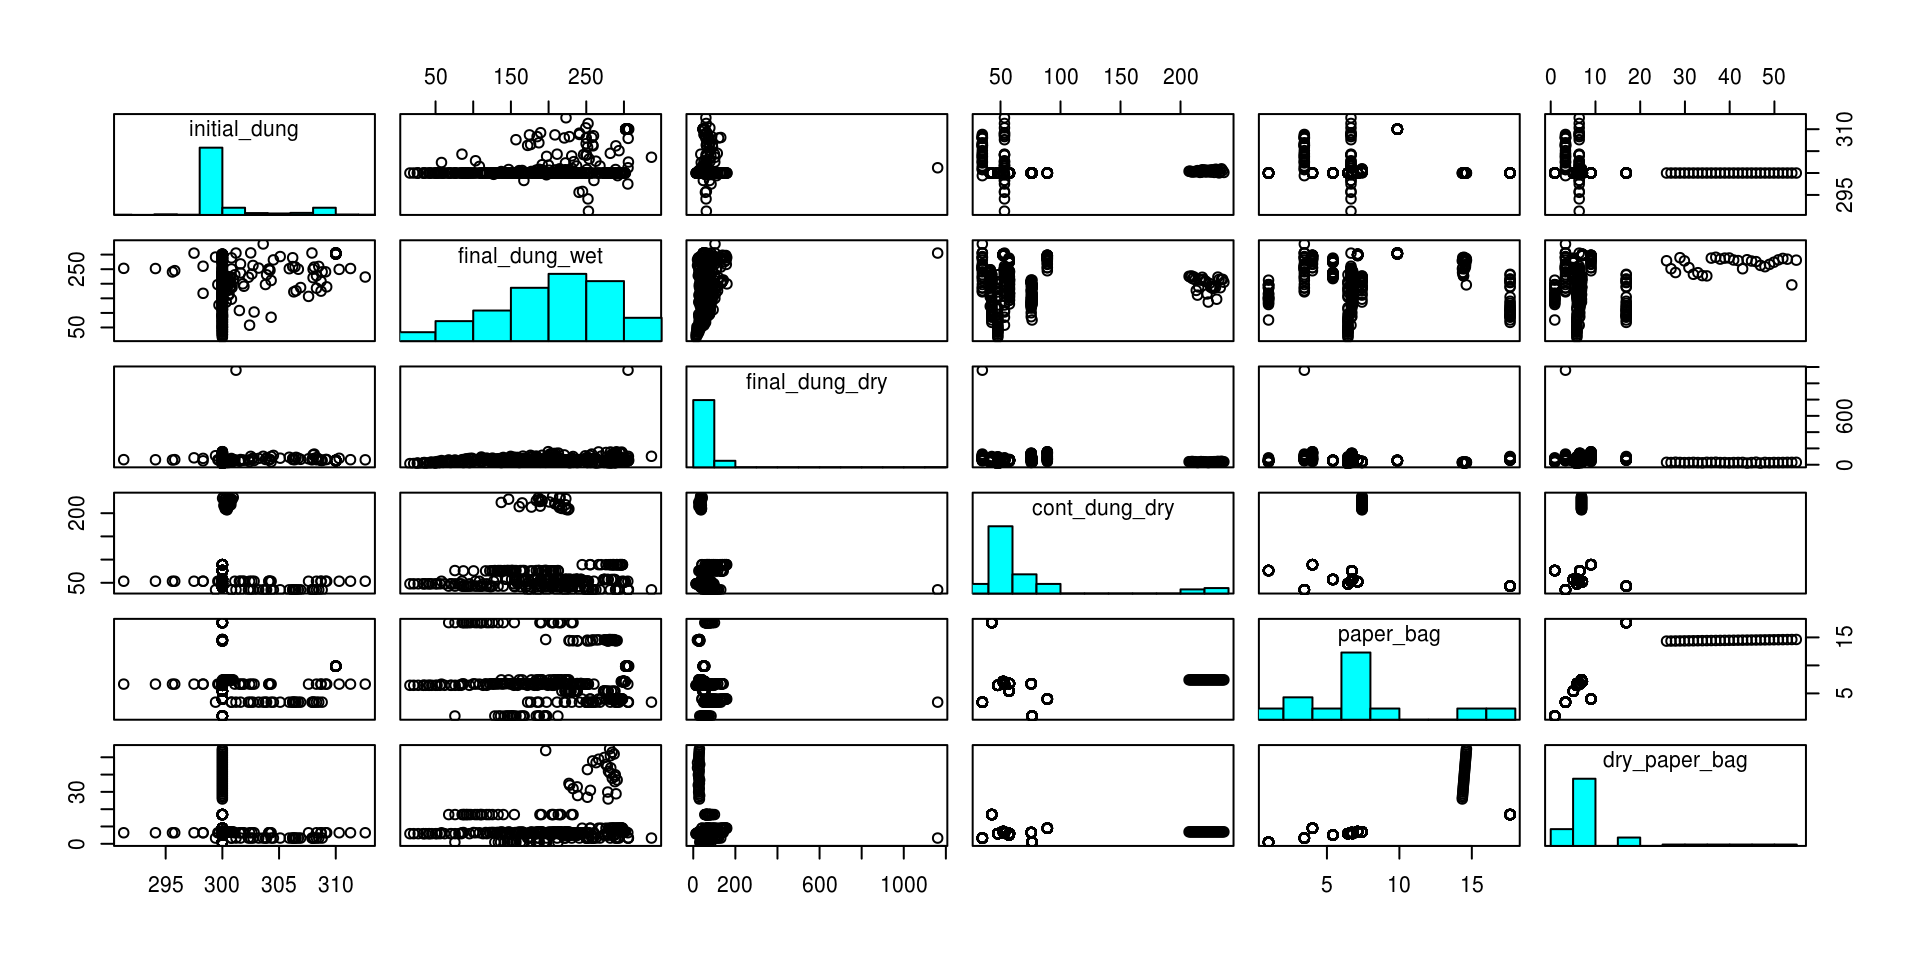 50 150 250
50 100 150 200
0 10 20 30 40 50
initial_dung
295 310
50 250
final_dung_wet
final_dung_dry
0 600
50 200
cont_dung_dry
paper_bag
5 15
0 30
dry_paper_bag
295 300 305 310
0 200 600 1000
5 10 15